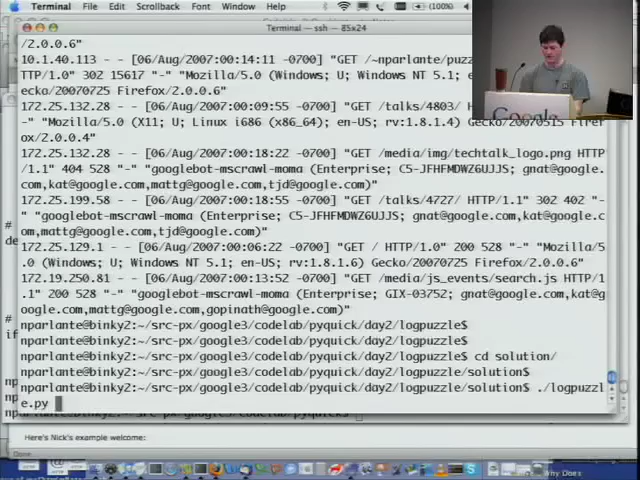 Terminal File Edit Scrollback Font Window Help (100%)
Terminal — ssh — 85x24
/2.0.0.6"
10.1.40.113 - - [06/Aug/2007:00:14:11 -0700] "GET /~nparlante/puzz
TTP/1.0" 302 15617 "-" "Mozilla/5.0 (Windows; U; Windows NT 5.1;
ecko/20070725 Firefox/2.0.0.6"
172.25.132.28 - - [06/Aug/2007:00:09:55 -0700] "GET /talks/4803/
-" "Mozilla/5.0 (X11; U; Linux i686 (x86_64); en-US; rv:1.8.1.4) Gecko/20070515 Firef
ox/2.0.0.4"
172.25.132.28 - - [06/Aug/2007:00:18:22 -0700] "GET /media/img/techtalk_logo.png HTTP
/1.1" 404 528 "-" "googlebot-mscrawl-moma (Enterprise; C5-JFHFMDWZUJJS; gnat@google.
com,kat@google.com,mattg@google.com,tjd@google.com)"
172.25.199.58 - - [06/Aug/2007:00:18:55 -0700] "GET /talks/4727/ HTTP/1.1" 302 402 "-
" "googlebot-mscrawl-moma (Enterprise; C5-JFHFMDWZUJJS; gnat@google.com,kat@google.c
om,mattg@google.com,tjd@google.com)"
172.25.129.1 - - [06/Aug/2007:00:06:22 -0700] "GET / HTTP/1.0" 200 528 "-" "Mozilla/5
.0 (Windows; U; Windows NT 5.1; en-US; rv:1.8.1.6) Gecko/20070725 Firefox/2.0.0.6"
172.19.250.81 - - [06/Aug/2007:00:13:52 -0700] "GET /media/js_events/search.js HTTP/1
.1" 200 528 "-" "googlebot-mscrawl-moma (Enterprise; GIX-03752; gnat@google.com,kat@g
oogle.com,mattg@google.com,gopinath@google.com)"
nparlante@binky2:~/src-px/google3/codelab/pyquick/day2/logpuzzle$
nparlante@binky2:~/src-px/google3/codelab/pyquick/day2/logpuzzle$ cd solution/
nparlante@binky2:~/src-px/google3/codelab/pyquick/day2/logpuzzle/solution$
nparlante@binky2:~/src-px/google3/codelab/pyquick/day2/logpuzzle/solution$ ./logpuzzl
e.py
Here's Nick's example welcome:
Done
Why Does
Google